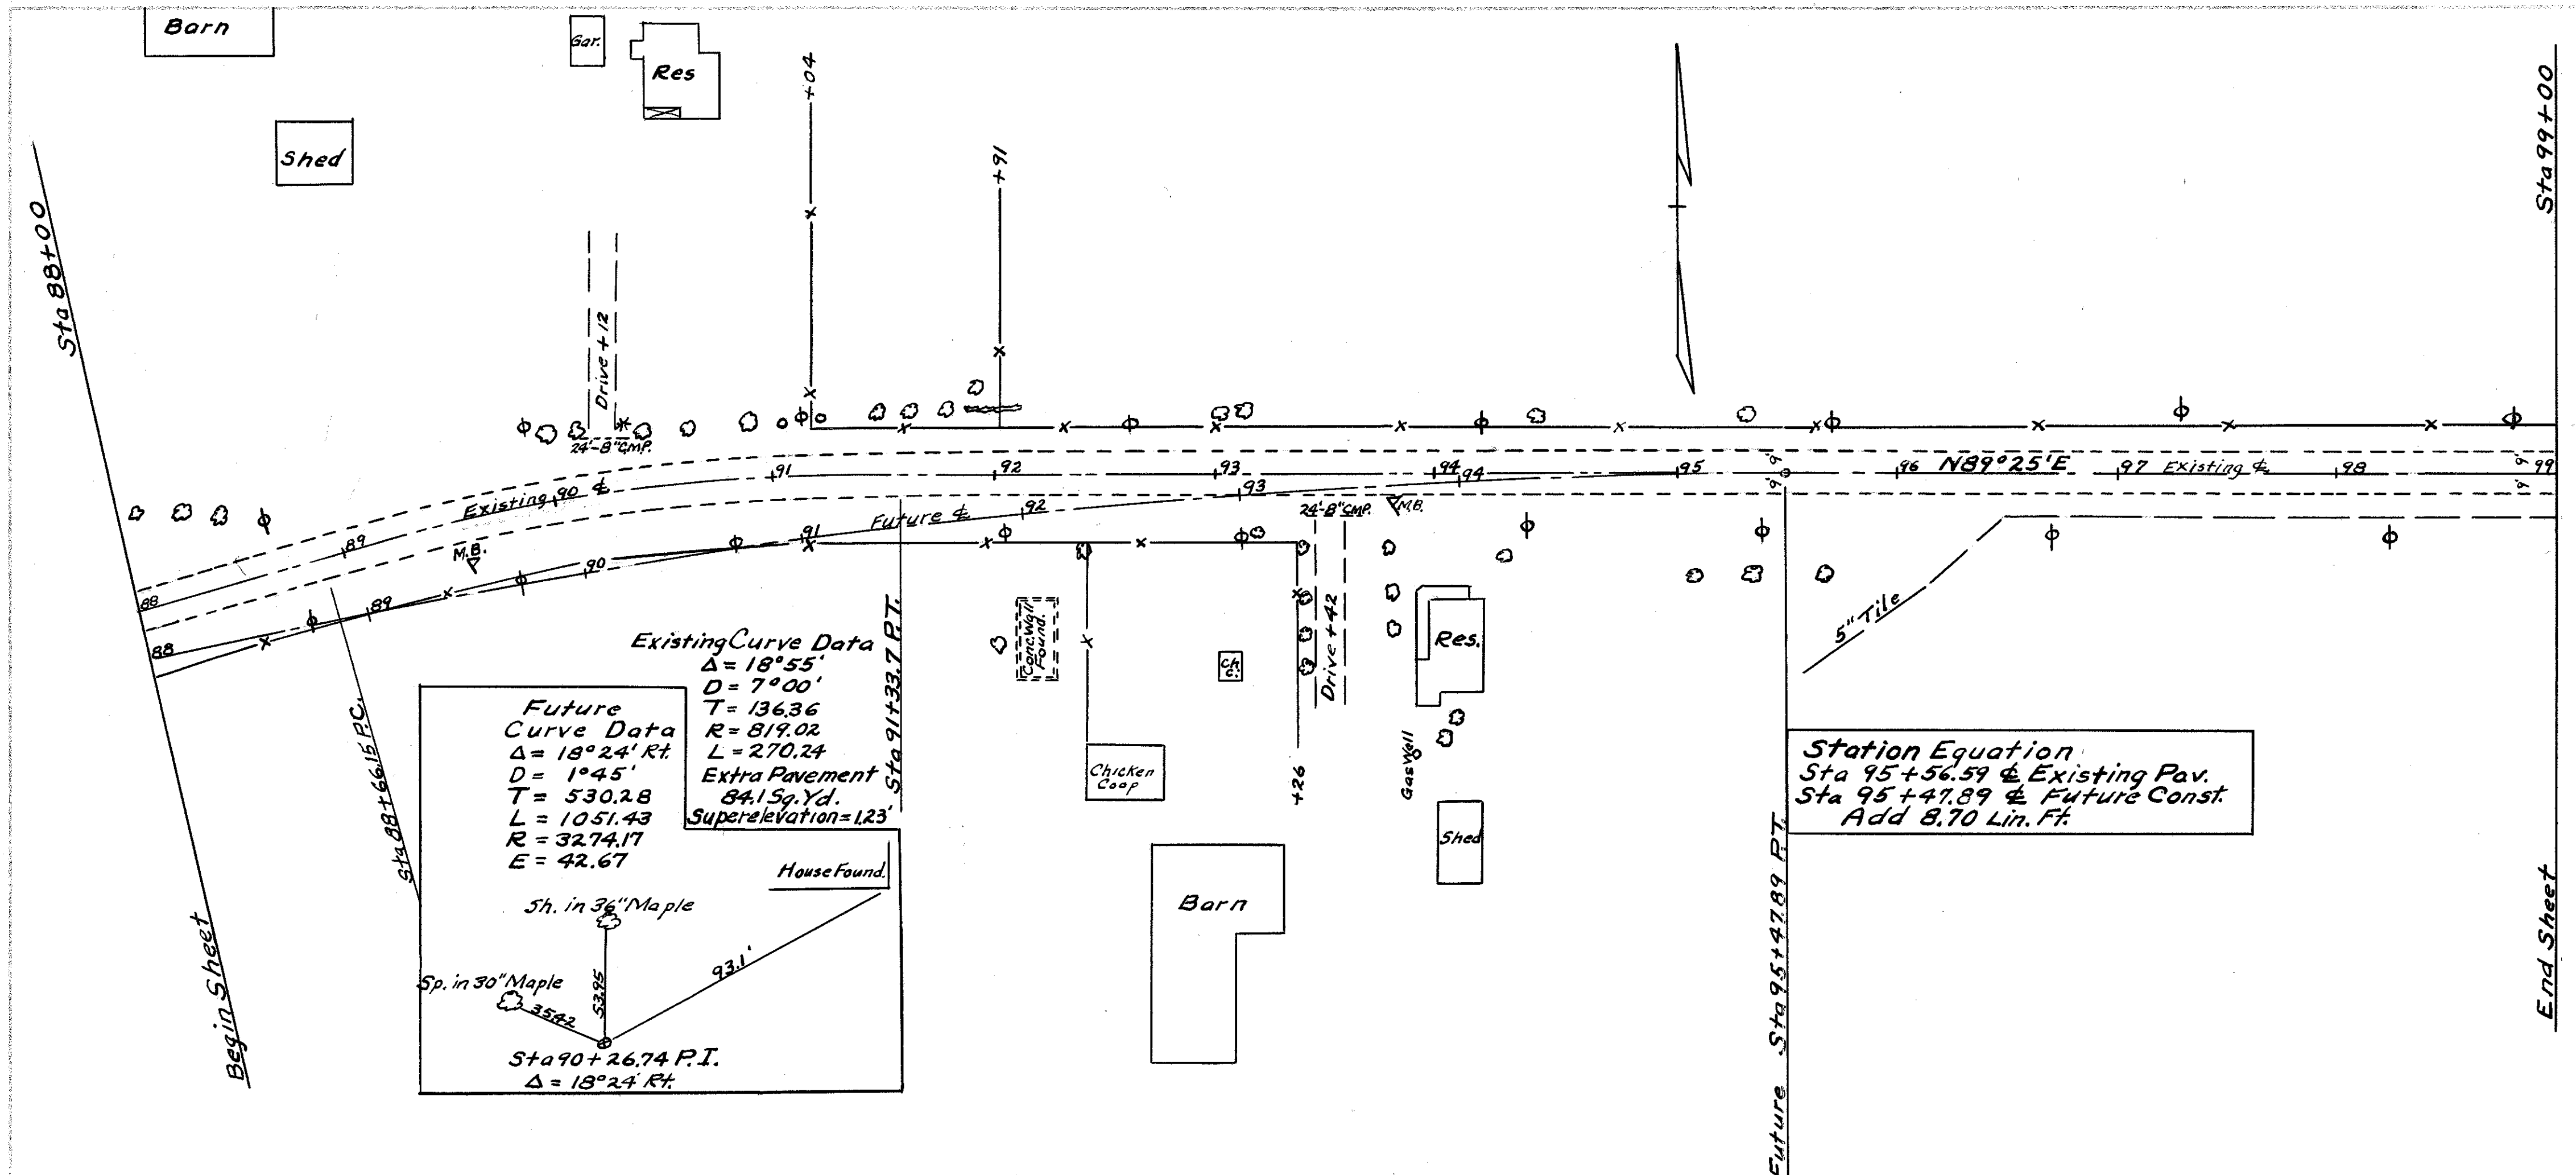 Barn
Gar.
Res
Shed
+04
+91
Sta 99+00
Sta 88+00
Drive +12
24'-8" C.M.P.
91
92
93
94
94
95
9' 9'
96
N89°25'E
97
Existing ℄
98
9' 9'
99
Existing
90
℄
93
Future ℄
92
24'-8" C.M.P.
M.B.
89
91
M.B.
90
88
89
88
Sta 88+66.15 P.C.
Sta 91+33.7 P.T.
Existing Curve Data
Δ = 18°55'
D = 7°00'
T = 136.36
R = 819.02
L = 270.24
Extra Pavement
84.1 Sq. Yd.
Superelevation = 1.23'
Future
Curve Data
Δ = 18°24' Rt.
D = 1°45'
T = 530.28
L = 1051.43
R = 3274.17
E = 42.67
House Found.
Sh. in 36" Maple
Sp. in 30" Maple
35.42
53.95
93.1'
Sta 90+26.74 P.I.
Δ = 18°24' Rt.
Conc. Wall
Found.
Ch.
C.
Drive +42
Res.
5" Tile
Chicken
Coop
+26
Gas Well
Shed
Barn
Station Equation
Sta 95+56.59 ℄ Existing Pav.
Sta 95+47.89 ℄ Future Const.
Add 8.70 Lin. Ft.
Future Sta 95+47.89 P.T.
Begin Sheet
End Sheet